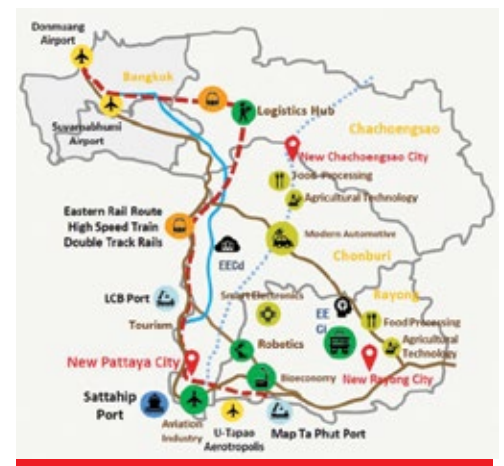 Donmuang
Airport
Bangkok
Suvarnabhumi
Airport
Logistics Hub
Chachoengsao
New Chachoengsao City
Food-Processing
Agricultural Technology
Eastern Rail Route
High Speed Train
Double Track Rails
Modern Automotive
EECd
Chonburi
LCB Port
Smart Electronics
Rayong
EE
Ci
Tourism
Food Processing
Robotics
Agricultural
Technology
New Pattaya City
Bioeconomy
New Rayong City
Sattahip
Port
Aviation
Industry
U-Tapao
Aerotropolis
Map Ta Phut Port